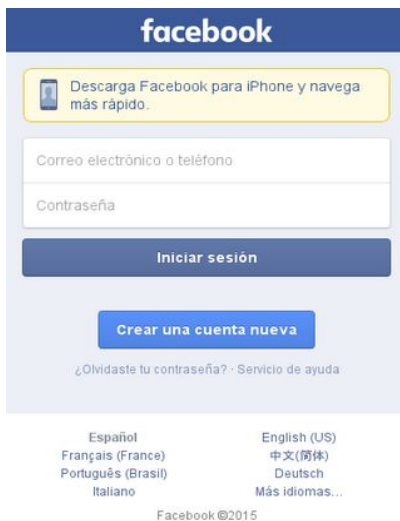 facebook
Descarga Facebook para iPhone y navega
más rápido.
Correo electrónico o teléfono
Contraseña
Iniciar sesión
Crear una cuenta nueva
¿Olvidaste tu contraseña? · Servicio de ayuda
Español
English (US)
Français (France)
中文(简体)
Português (Brasil)
Deutsch
Italiano
Más idiomas...
Facebook ©2015